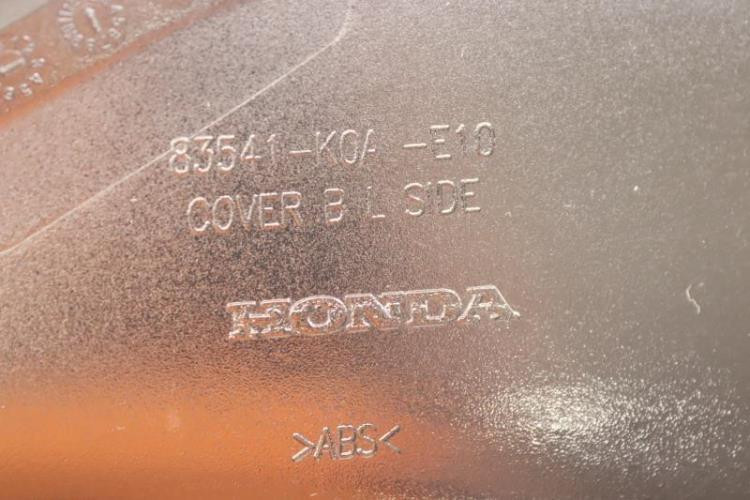 83541-K0A -E10
COVER B L SIDE
HONDA
>ABS<